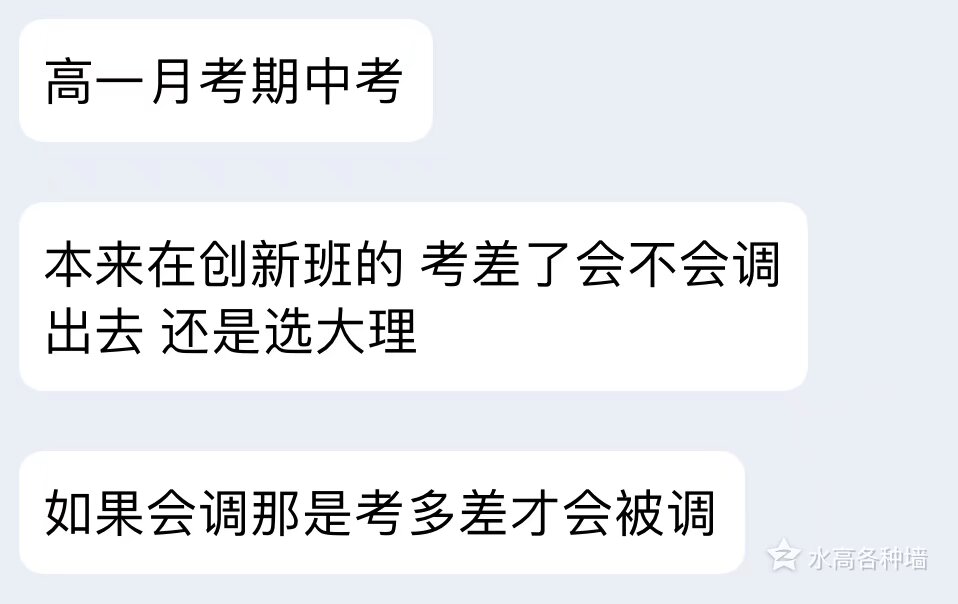 高一月考期中考
本来在创新班的 考差了会不会调
出去 还是选大理
如果会调那是考多差才会被调
水高各种墙